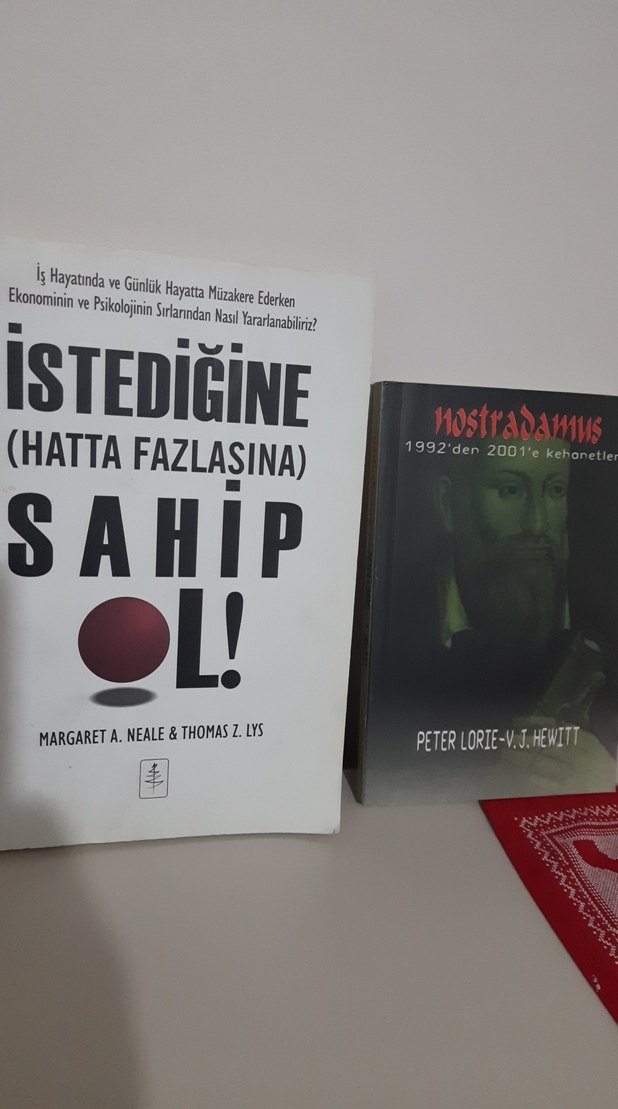 İş Hayatında ve Günlük Hayatta Müzakere Ederken
Ekonominin ve Psikolojinin Sırlarından Nasıl Yararlanabiliriz?
İSTEDİĞİNE
(HATTA FAZLASINA)
SAHİP
OL!
MARGARET A. NEALE & THOMAS Z. LYS
nostradamus
1992'den 2001'e kehanetler
PETER LORIE-V.J. HEWITT